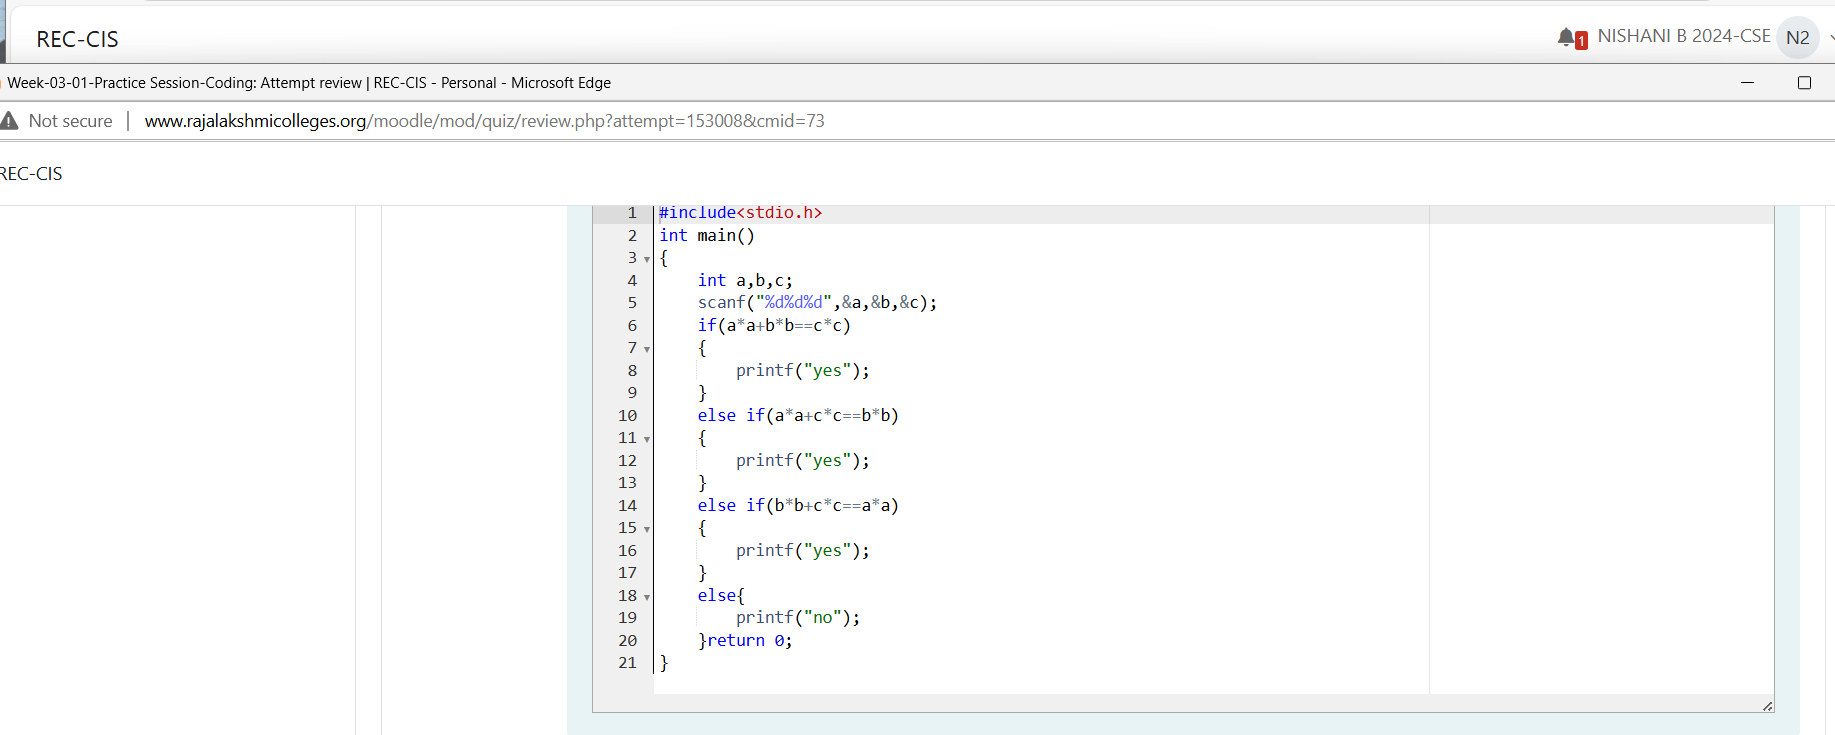 REC-CIS
1 NISHANI B 2024-CSE N2
Week-03-01-Practice Session-Coding: Attempt review | REC-CIS - Personal - Microsoft Edge
Not secure | www.rajalakshmicolleges.org/moodle/mod/quiz/review.php?attempt=153008&cmid=73
REC-CIS
1 #include<stdio.h>
2 int main()
3 {
4     int a,b,c;
5     scanf("%d%d%d",&a,&b,&c);
6     if(a*a+b*b==c*c)
7     {
8         printf("yes");
9     }
10     else if(a*a+c*c==b*b)
11     {
12         printf("yes");
13     }
14     else if(b*b+c*c==a*a)
15     {
16         printf("yes");
17     }
18     else{
19         printf("no");
20     }return 0;
21 }